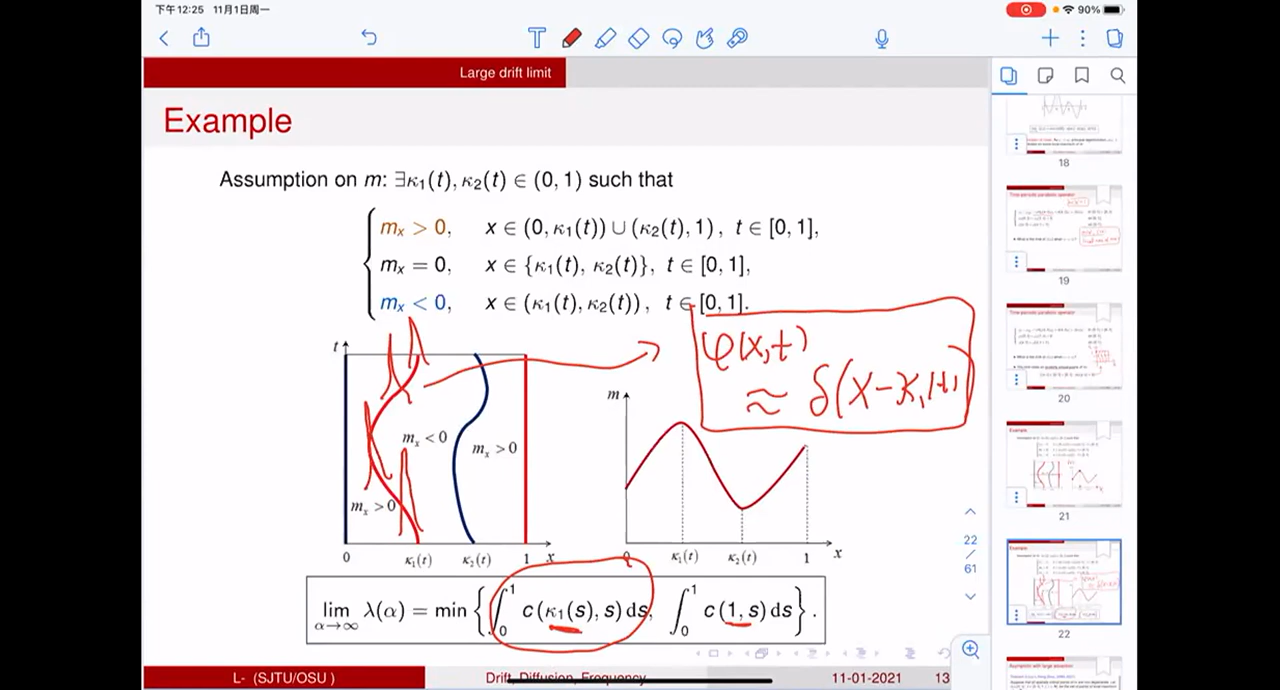 下午12:25 11月1日周一
90%
Large drift limit
Example
Assumption on m: ∃κ₁(t), κ₂(t) ∈ (0, 1) such that
mₓ > 0, x ∈ (0, κ₁(t)) ∪ (κ₂(t), 1), t ∈ [0, 1],
mₓ = 0, x ∈ {κ₁(t), κ₂(t)}, t ∈ [0, 1],
mₓ < 0, x ∈ (κ₁(t), κ₂(t)), t ∈ [0, 1].
φ(x,t)
≈ δ(x-κ₁(t))
t
m
mₓ < 0
mₓ > 0
mₓ > 0
0 κ₁(t) κ₂(t) 1 x
0 κ₁(t) κ₂(t) 1 x
lim α→∞ λ(α) = min { ∫₀¹ c(κ₁(s), s) ds, ∫₀¹ c(1, s) ds } .
L- (SJTU/OSU) Drift, Diffusion, Frequency 11-01-2021 13
18
19
20
21
22
22
/
61